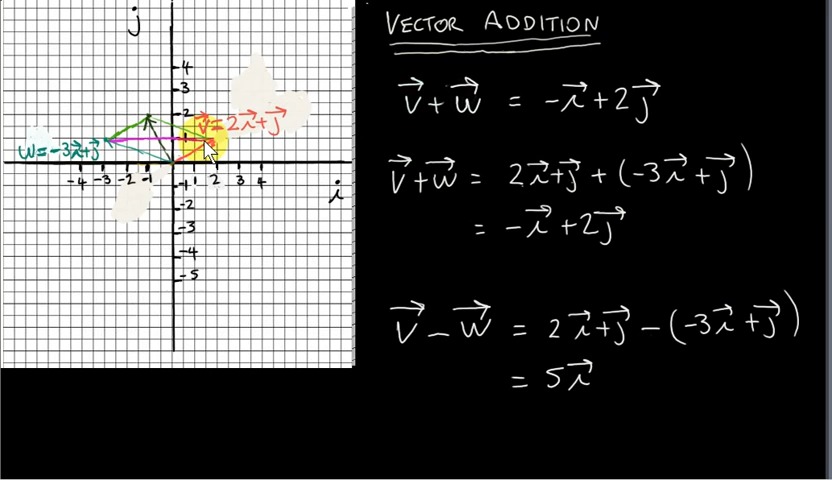 j
4
3
2
1
-4 -3 -2 -1 1 2 3 4
-1
-2
-3
-4
-5
i
v⃗=2i⃗+j⃗
w=-3i⃗+j⃗
VECTOR ADDITION
v⃗+w⃗ = -i⃗+2j⃗
v⃗+w⃗ = 2i⃗+j⃗+(-3i⃗+j⃗)
= -i⃗+2j⃗
v⃗-w⃗ = 2i⃗+j⃗-(-3i⃗+j⃗)
= 5i⃗